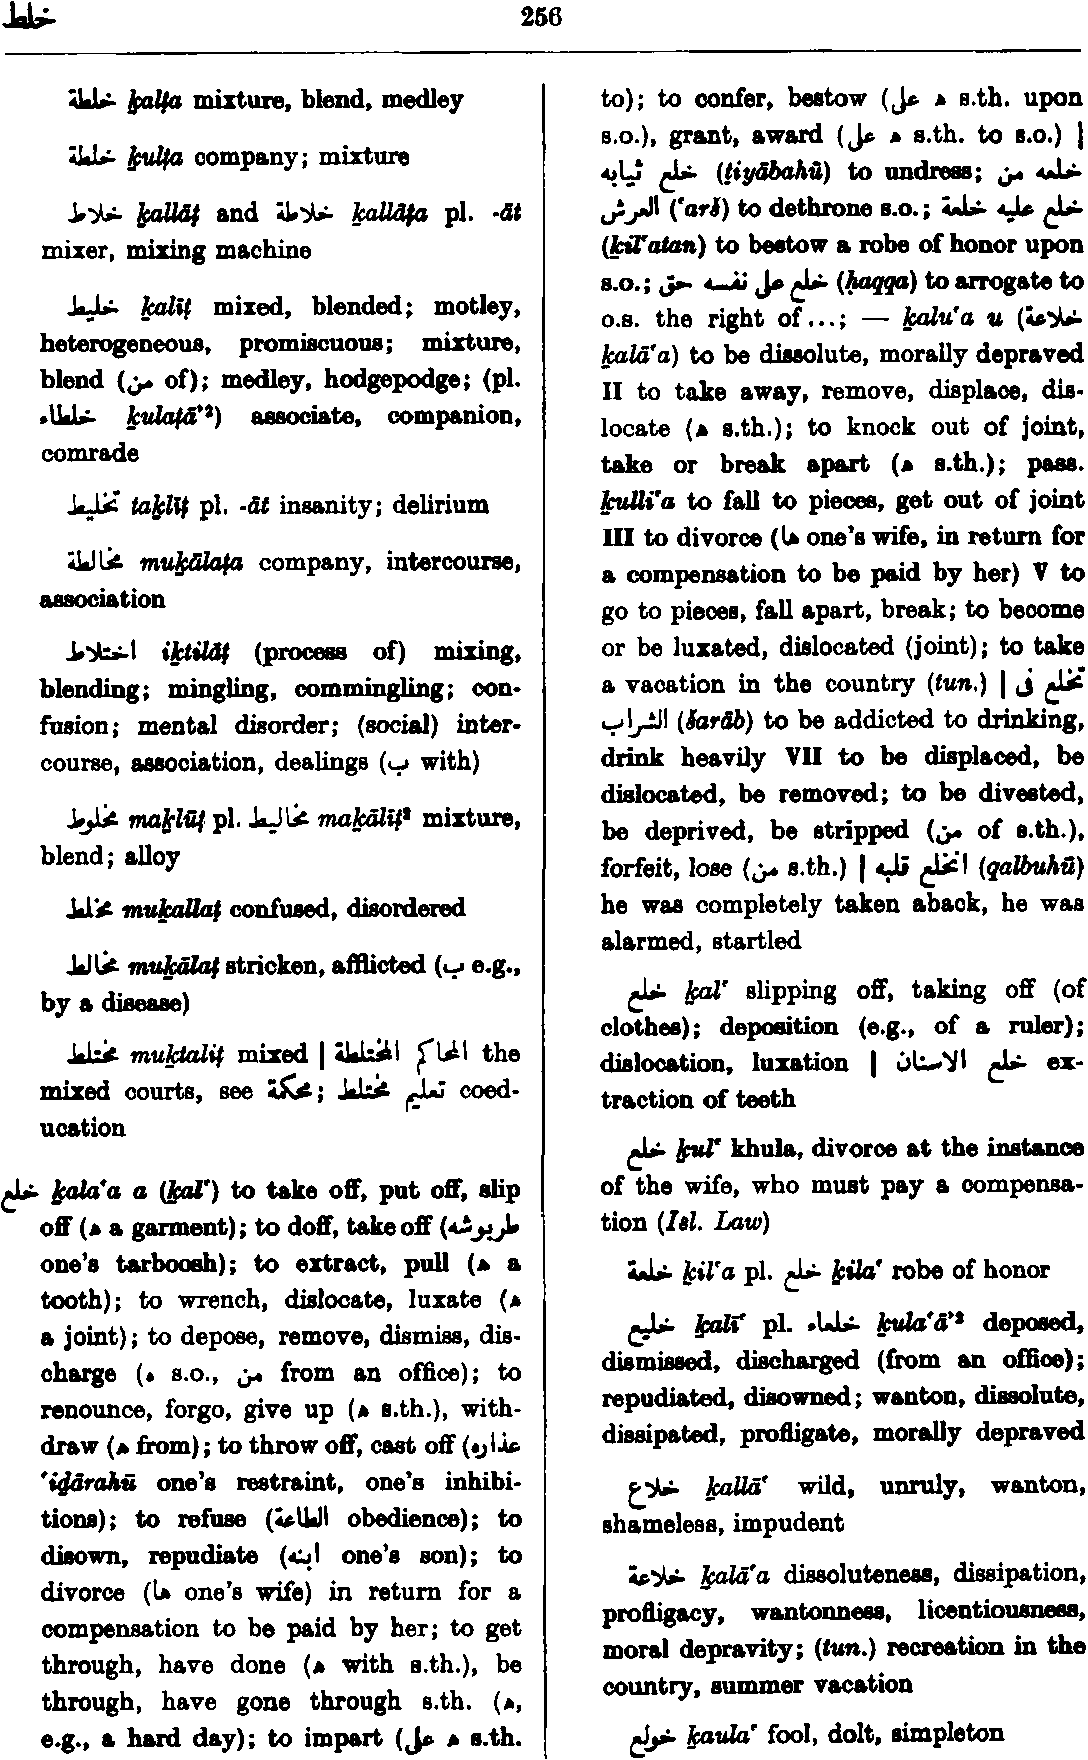 خلط
256
خلطة ḵalṭa mixture, blend, medley
خلطة ḵulṭa company; mixture
خلاط ḵallāṭ and خلاطة ḵallāṭa pl. -āt
mixer, mixing machine
خليط ḵalīṭ mixed, blended; motley,
heterogeneous, promiscuous; mixture,
blend (من of); medley, hodgepodge; (pl.
خلطاء ḵulaṭā’²) associate, companion,
comrade
تخليط taḵlīṭ pl. -āt insanity; delirium
مخالطة muḵālaṭa company, intercourse,
association
اختلاط iḵtilāṭ (process of) mixing,
blending; mingling, commingling; con-
fusion; mental disorder; (social) inter-
course, association, dealings (ب with)
مخلوط maḵlūṭ pl. مخاليط maḵālīṭ² mixture,
blend; alloy
مخلط muḵallaṭ confused, disordered
مخالط muḵālaṭ stricken, afflicted (ب e.g.,
by a disease)
مختلط muḵtaliṭ mixed | المحاكم المختلطة the
mixed courts, see محكمة; تعليم مختلط coed-
ucation
خلع ḵala‘a a (ḵal‘) to take off, put off, slip
off (ه a garment); to doff, take off (طربوشه
one’s tarboosh); to extract, pull (ه a
tooth); to wrench, dislocate, luxate (ه
a joint); to depose, remove, dismiss, dis-
charge (ه s.o., من from an office); to
renounce, forgo, give up (ه s.th.), with-
draw (ه from); to throw off, cast off (عذاره
‘iḏārahū one’s restraint, one’s inhibi-
tions); to refuse (الطاعة obedience); to
disown, repudiate (ابنه one’s son); to
divorce (ها one’s wife) in return for a
compensation to be paid by her; to get
through, have done (ه with s.th.), be
through, have gone through s.th. (ه,
e.g., a hard day); to impart (ه على s.th.
to); to confer, bestow (ه على s.th. upon
s.o.), grant, award (ه على s.th. to s.o.) |
خلع ثيابه (ṯiyābahū) to undress; خلعه من
العرش (‘arš) to dethrone s.o.; خلع عليه خلعة
(ḵil‘atan) to bestow a robe of honor upon
s.o.; خلع على نفسه حق (ḥaqqa) to arrogate to
o.s. the right of...; — ḵalu‘a u (خلاعة
ḵalā‘a) to be dissolute, morally depraved
II to take away, remove, displace, dis-
locate (ه s.th.); to knock out of joint,
take or break apart (ه s.th.); pass.
ḵulli‘a to fall to pieces, get out of joint
III to divorce (ها one’s wife, in return for
a compensation to be paid by her) V to
go to pieces, fall apart, break; to become
or be luxated, dislocated (joint); to take
a vacation in the country (tun.) | تخلع فى
الشراب (šarāb) to be addicted to drinking,
drink heavily VII to be displaced, be
dislocated, be removed; to be divested,
be deprived, be stripped (من of s.th.),
forfeit, lose (من s.th.) | انخلع قلبه (qalbuhū)
he was completely taken aback, he was
alarmed, startled
خلع ḵal‘ slipping off, taking off (of
clothes); deposition (e.g., of a ruler);
dislocation, luxation | خلع الاسنان ex-
traction of teeth
خلع ḵul‘ khula, divorce at the instance
of the wife, who must pay a compensa-
tion (Isl. Law)
خلعة ḵil‘a pl. خلع ḵila‘ robe of honor
خليع ḵalī‘ pl. خلعاء ḵula‘ā’² deposed,
dismissed, discharged (from an office);
repudiated, disowned; wanton, dissolute,
dissipated, profligate, morally depraved
خلاع ḵallā‘ wild, unruly, wanton,
shameless, impudent
خلاعة ḵalā‘a dissoluteness, dissipation,
profligacy, wantonness, licentiousness,
moral depravity; (tun.) recreation in the
country, summer vacation
خولع ḵaula‘ fool, dolt, simpleton